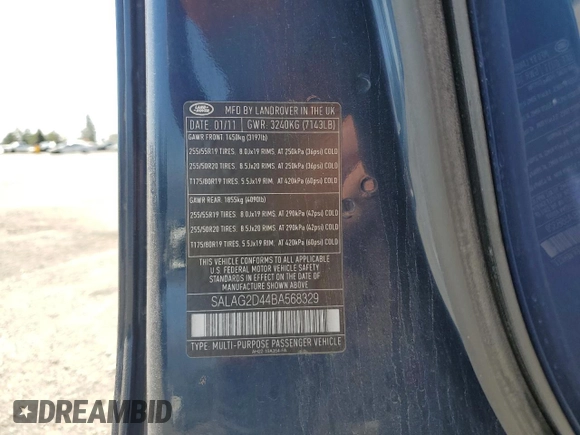 LAND ROVER
MFD BY LANDROVER IN THE UK
DATE 01/11 GWR: 3240KG (7143LB)
GAWR FRONT: 1450kg (3197lb)
255/55R19 TIRES 8.0Jx19 RIMS AT 250kPa (36psi) COLD
255/50R20 TIRES 8.5Jx20 RIMS AT 250kPa (36psi) COLD
T175/80R19 TIRES 5.5Jx19 RIM AT 420kPa (60psi) COLD
GAWR REAR: 1855kg (4090lb)
255/55R19 TIRES 8.0Jx19 RIMS AT 290kPa (42psi) COLD
255/50R20 TIRES 8.5Jx20 RIMS AT 290kPa (42psi) COLD
T175/80R19 TIRES 5.5Jx19 RIM AT 420kPa (60psi) COLD
THIS VEHICLE CONFORMS TO ALL APPLICABLE
U.S. FEDERAL MOTOR VEHICLE SAFETY
STANDARDS IN EFFECT ON THE DATE OF
MANUFACTURE SHOWN ABOVE
SALAG2D44BA568329
TYPE: MULTI-PURPOSE PASSENGER VEHICLE
DREAMBID